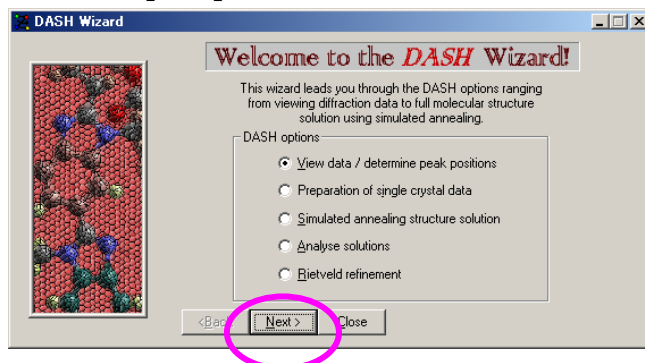 DASH Wizard
Welcome to the DASH Wizard!
This wizard leads you through the DASH options ranging
from viewing diffraction data to full molecular structure
solution using simulated annealing.
DASH options
View data / determine peak positions
Preparation of single crystal data
Simulated annealing structure solution
Analyse solutions
Rietveld refinement
<Back Next > Close